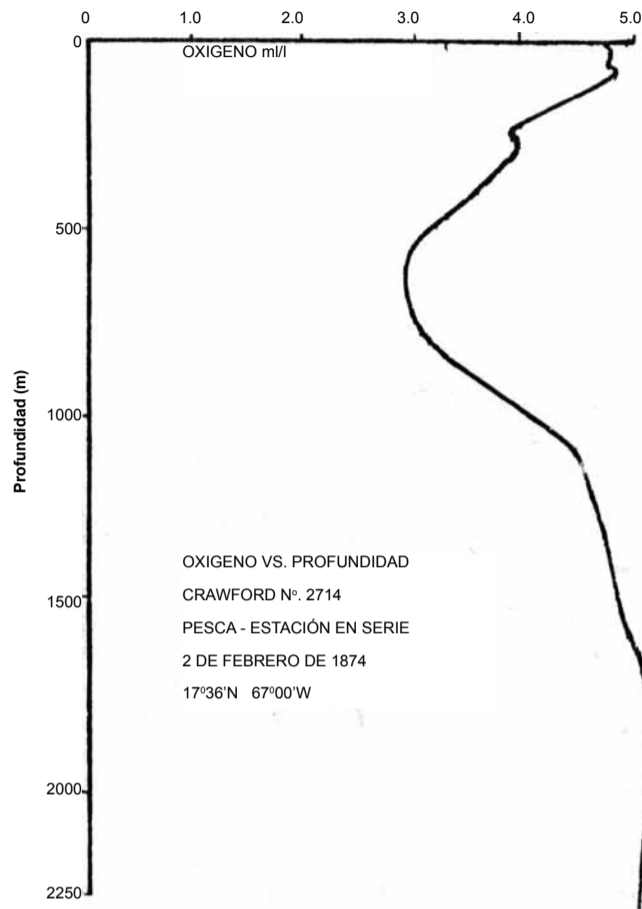 0 1.0 2.0 3.0 4.0 5.0
OXIGENO ml/l
0
500
1000
1500
2000
2250
Profundidad (m)
OXIGENO VS. PROFUNDIDAD
CRAWFORD Nº. 2714
PESCA - ESTACIÓN EN SERIE
2 DE FEBRERO DE 1874
17º36'N 67º00'W